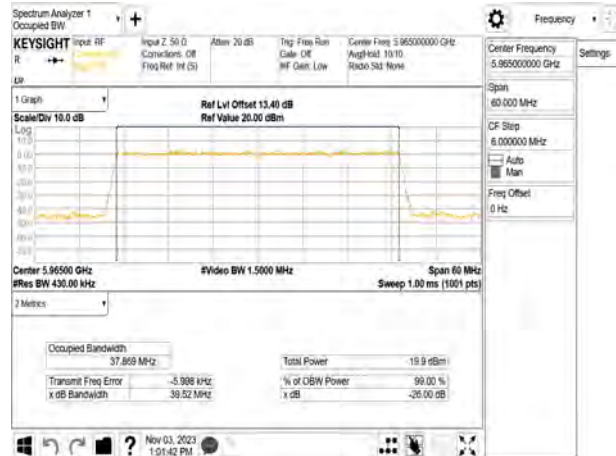 Spectrum Analyzer 1
Occupied BW
+
Frequency
KEYSIGHT
Input: RF
Input Z: 50 Ω
Corrections: Off
Freq Ref: Int (S)
Atten: 20 dB
Trig: Free Run
Gate: Off
#IF Gain: Low
Center Freq: 5.965000000 GHz
Avg|Hold: 10/10
Radio Std: None
R
Center Frequency
5.965000000 GHz
Settings
Span
60.000 MHz
CF Step
6.000000 MHz
Auto
Man
Freq Offset
0 Hz
1 Graph
Scale/Div 10.0 dB
Ref Lvl Offset 13.40 dB
Ref Value 20.00 dBm
Log
Center 5.96500 GHz
#Res BW 430.00 kHz
#Video BW 1.5000 MHz
Span 60 MHz
Sweep 1.00 ms (1001 pts)
2 Metrics
Occupied Bandwidth
37.869 MHz
Total Power 19.9 dBm
Transmit Freq Error -5.998 kHz
% of OBW Power 99.00 %
x dB Bandwidth 39.52 MHz
x dB -26.00 dB
?
Nov 03, 2023
1:01:42 PM